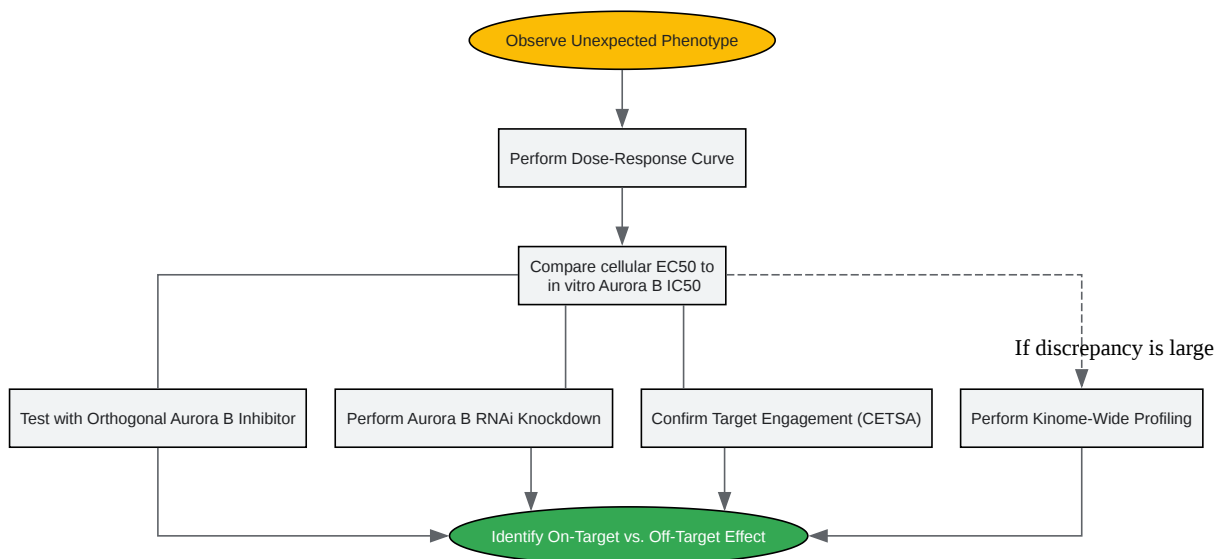 Observe Unexpected Phenotype
Perform Dose-Response Curve
Compare cellular EC50 to
in vitro Aurora B IC50
If discrepancy is large
Test with Orthogonal Aurora B Inhibitor
Perform Aurora B RNAi Knockdown
Confirm Target Engagement (CETSA)
Perform Kinome-Wide Profiling
Identify On-Target vs. Off-Target Effect